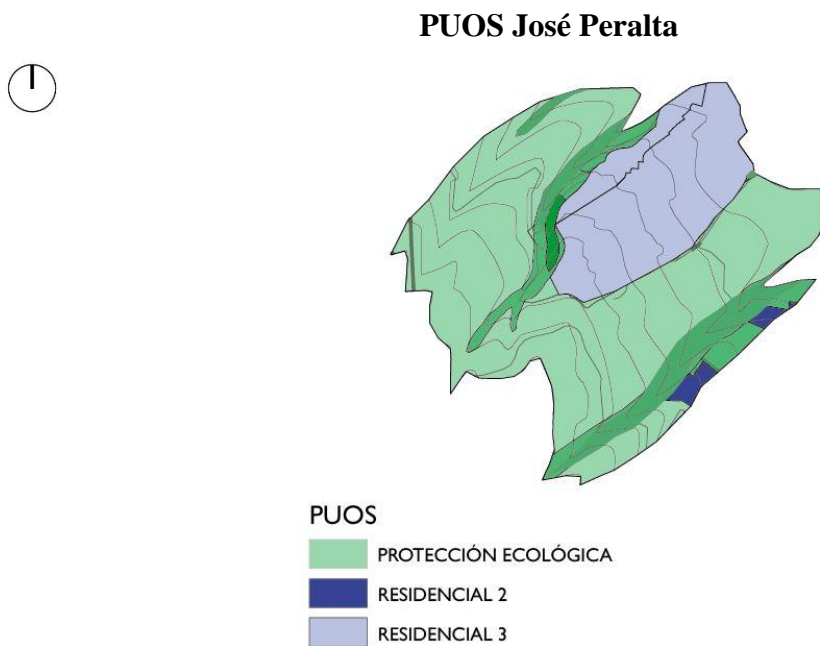 PUOS José Peralta
PUOS
PROTECCIÓN ECOLÓGICA
RESIDENCIAL 2
RESIDENCIAL 3